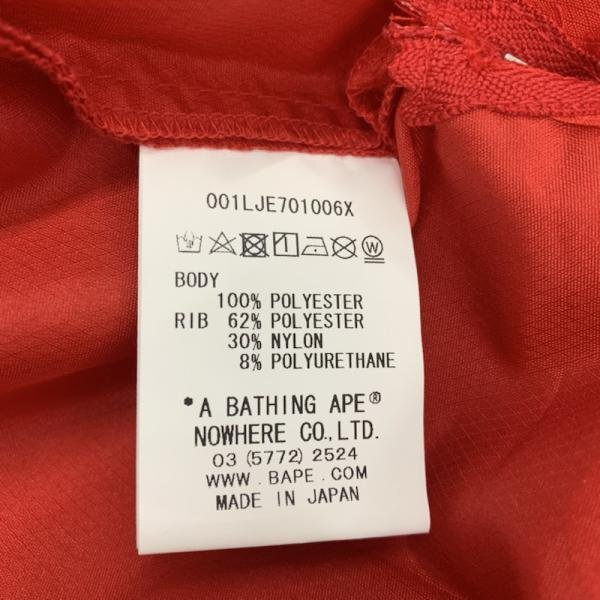 001LJE701006X
W
BODY
100% POLYESTER
RIB 62% POLYESTER
30% NYLON
8% POLYURETHANE
*A BATHING APE®
NOWHERE CO.,LTD.
03 (5772) 2524
WWW.BAPE.COM
MADE IN JAPAN